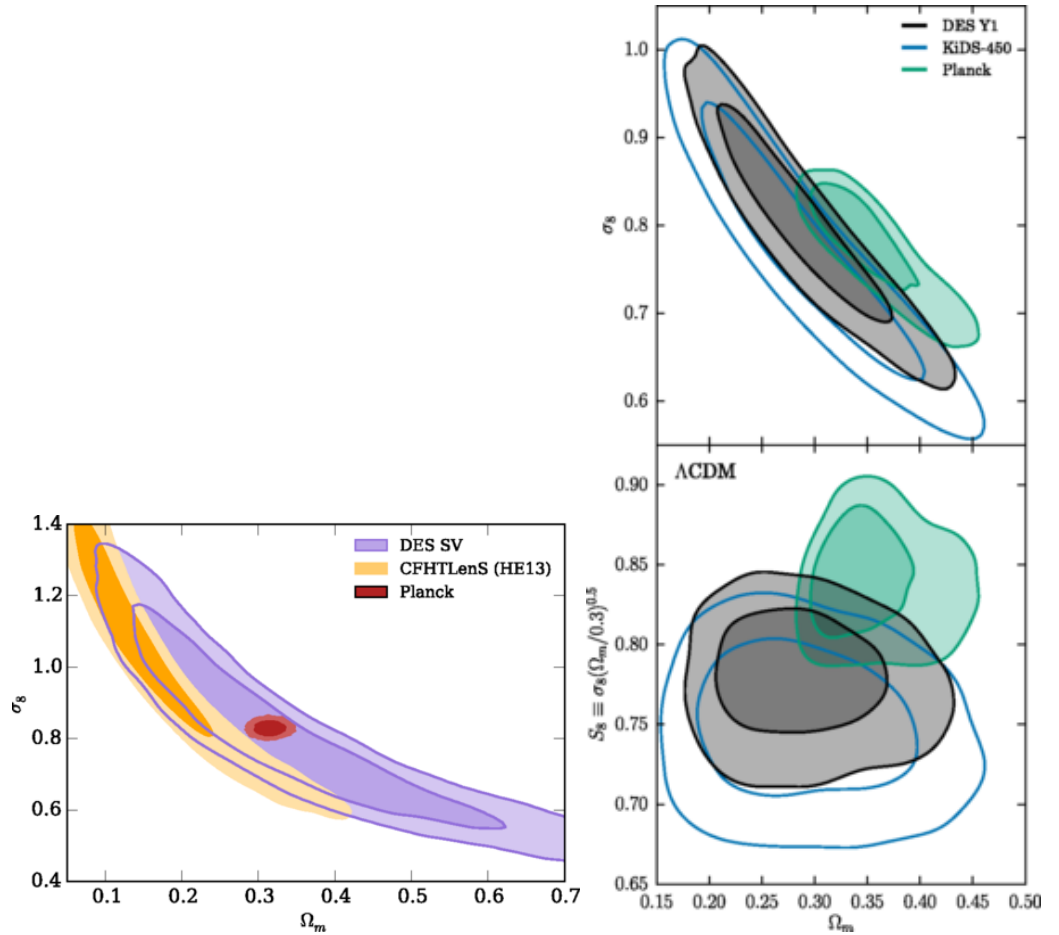 1.4
1.2
1.0
0.8
0.6
0.4
σ₈
0.1
0.2
0.3
0.4
0.5
0.6
0.7
Ωₘ
DES SV
CFHTLenS (HE13)
Planck
DES Y1
KiDS-450
Planck
1.0
0.9
0.8
0.7
0.6
σ₈
ΛCDM
0.90
0.85
0.80
0.75
0.70
0.65
S₈ ≡ σ₈(Ωₘ/0.3)^0.5
0.15
0.20
0.25
0.30
0.35
0.40
0.45
0.50
Ωₘ